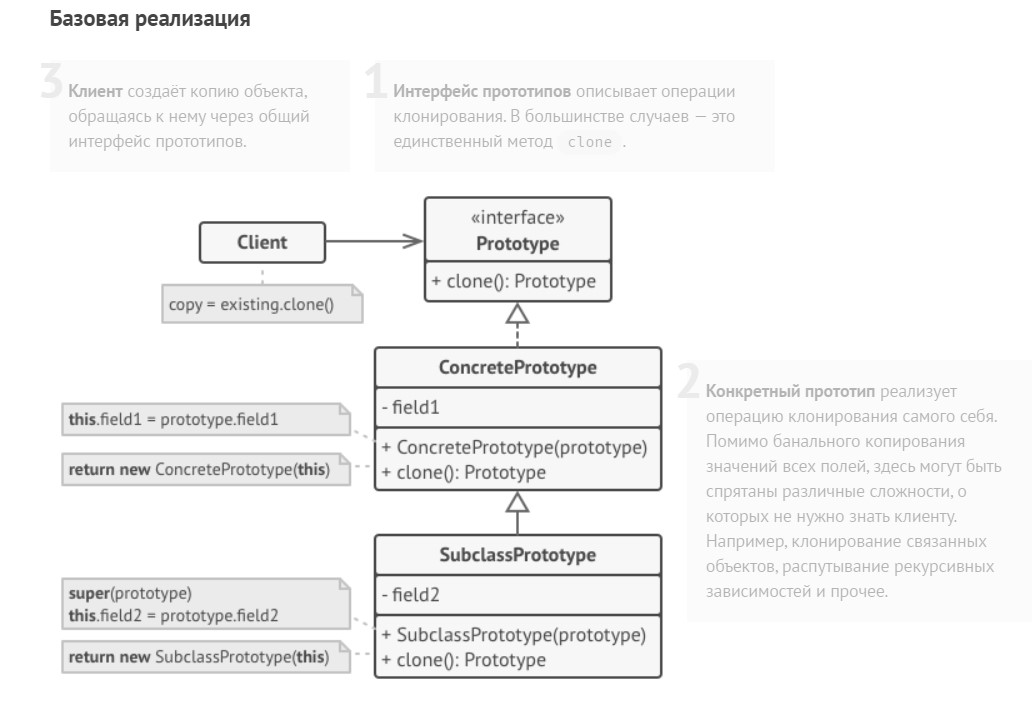 Базовая реализация
3
Клиент создаёт копию объекта,
обращаясь к нему через общий
интерфейс прототипов.
1
Интерфейс прототипов описывает операции
клонирования. В большинстве случаев — это
единственный метод clone .
Client
copy = existing.clone()
«interface»
Prototype
+ clone(): Prototype
ConcretePrototype
- field1
+ ConcretePrototype(prototype)
+ clone(): Prototype
this.field1 = prototype.field1
return new ConcretePrototype(this)
2
Конкретный прототип реализует
операцию клонирования самого себя.
Помимо банального копирования
значений всех полей, здесь могут быть
спрятаны различные сложности, о
которых не нужно знать клиенту.
Например, клонирование связанных
объектов, распутывание рекурсивных
зависимостей и прочее.
SubclassPrototype
- field2
+ SubclassPrototype(prototype)
+ clone(): Prototype
super(prototype)
this.field2 = prototype.field2
return new SubclassPrototype(this)